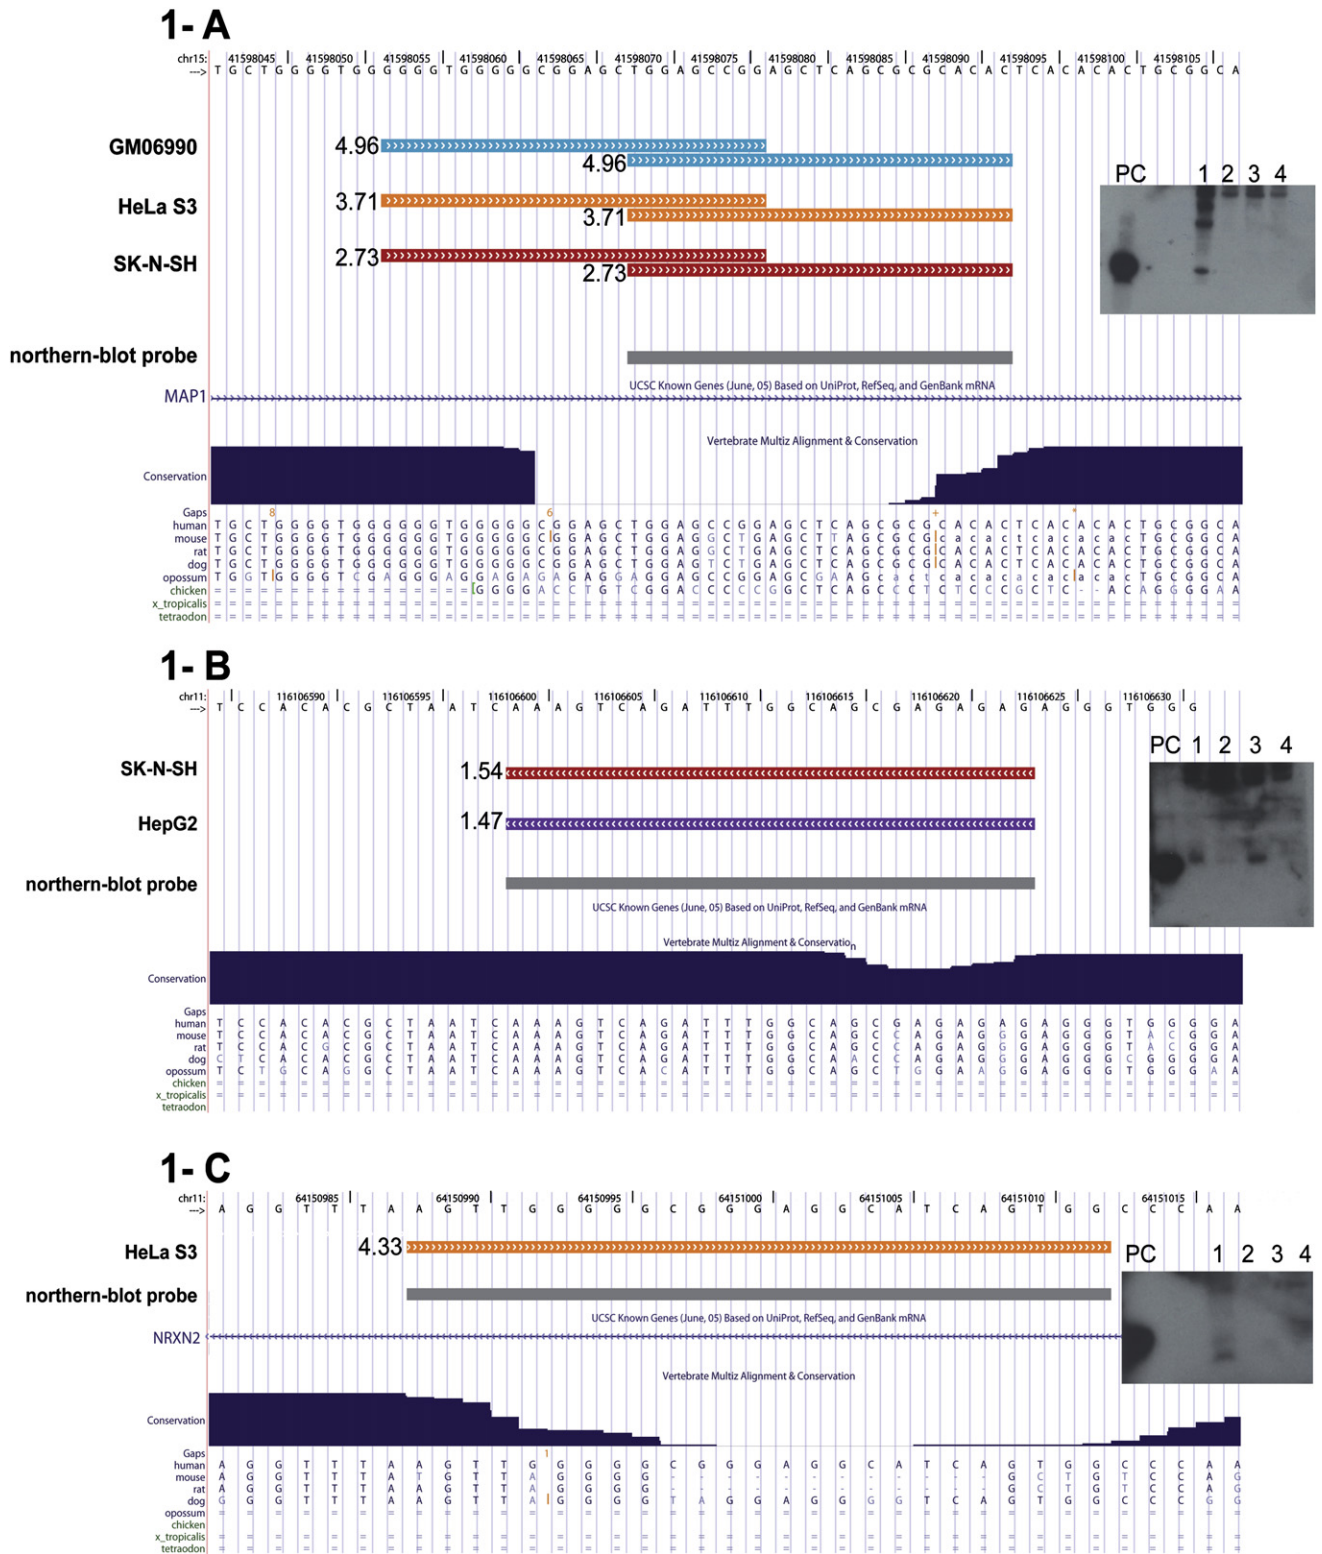 1- A
chr15: 41598045 41598050 41598055 41598060 41598065 41598070 41598075 41598080 41598085 41598090 41598095 41598100 41598105
---> T G C T G G G G T G G G G G G T G G G G G C G G A G C T G G A G C C G G A G C T C A G C G C G C A C A C T C A C A C A C T G C G G C A
GM06990 4.96
4.96
HeLa S3 3.71
3.71
SK-N-SH 2.73
2.73
PC 1 2 3 4
northern-blot probe
UCSC Known Genes (June, 05) Based on UniProt, RefSeq, and GenBank mRNA
MAP1
Vertebrate Multiz Alignment & Conservation
Conservation
Gaps 8 6 + *
human T G C T G G G G T G G G G G G T G G G G G C G G A G C T G G A G C C G G A G C T C A G C G C G C A C A C T C A C A C A C T G C G G C A
mouse T G C T G G G G T G G G G G G T G G G G G C G G A G C T G G A G G C T G A G C T T A G C G C G c a c a c t c a c a c a c T G C G G C A
rat T G C T G G G G T G G G G G G T G G G G G C G G A G C T G G A G G C T G A G C T C A G C G C G C A C A C T C A C A C A C T G C G G C A
dog T G C T G G G G T G G G G G G T G G G G G C G G A G C T G G A G T C T G A G C T C A G C G C G C A C A C T C A C A C A C T G C G G C A
opossum T G G T G G G G T C G A G G G A G G A G A G A G A G G A G G A G C C G G A G C G A A G C a c t c a c a c a c a c a c a c T G C G G C A
chicken = = = = = = = = = = = = = = = = = G G G G A C C T G T C G G A C C C C C G G C T C A G C C C T C T C C C G C T C - - A C A G G G G A A
x_tropicalis
tetraodon
1- B
chr11: 116106590 116106595 116106600 116106605 116106610 116106615 116106620 116106625 116106630
---> T C C A C A C G C T A A T C A A A G T C A G A T T T G G C A G C G A G A G A G A G G G T G G G
SK-N-SH 1.54
HepG2 1.47
PC 1 2 3 4
northern-blot probe
UCSC Known Genes (June, 05) Based on UniProt, RefSeq, and GenBank mRNA
Vertebrate Multiz Alignment & Conservation
Conservation
Gaps
human T C C A C A C G C T A A T C A A A G T C A G A T T T G G C A G C G A G A G A G A G G G T G G G G A
mouse T C C A C A C G C T A A T C A A A G T C A G A T T T G G C A G C C A G A G G G A G G G T A C G G A
rat T C C A C G C G C T A A T C A A A G T C A G A T T T G G C A G C C A G A G G G A G G G T A C G G A
dog C T C A C A C G C T A A T C A A A G T C A G A T T T G G C A A C C A G A G G G A G G G C G G G G A
opossum T C T G C A G G C T A A T C A A A G T C A C A T T T G G C A G C T G G A A G G A G G G T G G G A A
chicken
x_tropicalis
tetraodon
1- C
chr11: 64150985 64150990 64150995 64151000 64151005 64151010 64151015
---> A G G T T T A A G T T G G G G G C G G G A G G C A T C A G T G G C C C A A
HeLa S3 4.33
PC 1 2 3 4
northern-blot probe
UCSC Known Genes (June, 05) Based on UniProt, RefSeq, and GenBank mRNA
NRXN2
Vertebrate Multiz Alignment & Conservation
Conservation
Gaps 1
human A G G T T T A A G T T G G G G G C G G G A G G C A T C A G T G G C C C A A
mouse A G G T T T A T G T T A G G G G - - - - - - - - - - - - G C T G T C C A G
rat A G G T T T A A G T T A G G G G - - - - - - - - - - - - G C T G T C C A G
dog G G G T T T A A G T T A G G G G T A G G A G G G G T C A G T G G C C C G G
opossum
chicken
x_tropicalis
tetraodon